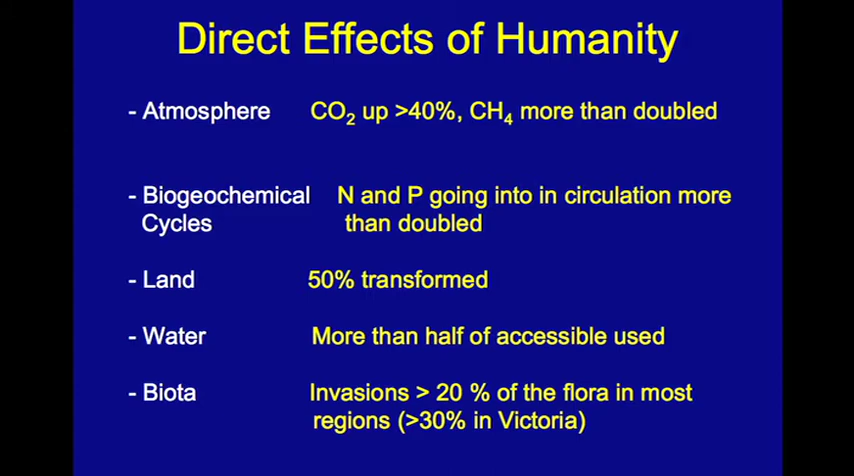 Direct Effects of Humanity
- Atmosphere CO₂ up >40%, CH₄ more than doubled
- Biogeochemical N and P going into in circulation more
Cycles than doubled
- Land 50% transformed
- Water More than half of accessible used
- Biota Invasions > 20 % of the flora in most
regions (>30% in Victoria)